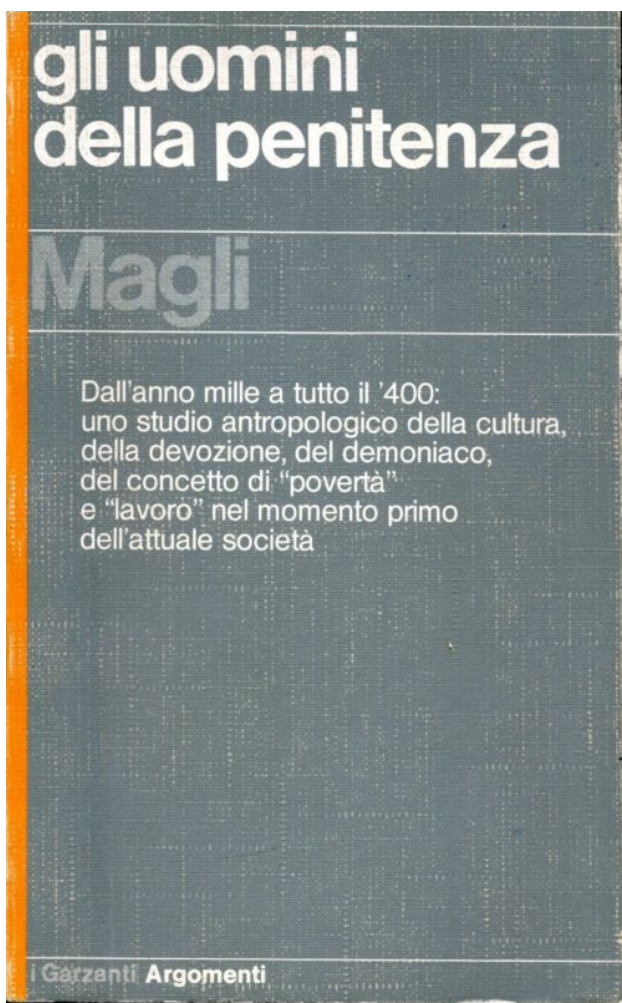 gli uomini
della penitenza
Magli
Dall'anno mille a tutto il '400:
uno studio antropologico della cultura,
della devozione, del demoniaco,
del concetto di “povertà”
e “lavoro” nel momento primo
dell'attuale società
i Garzanti Argomenti